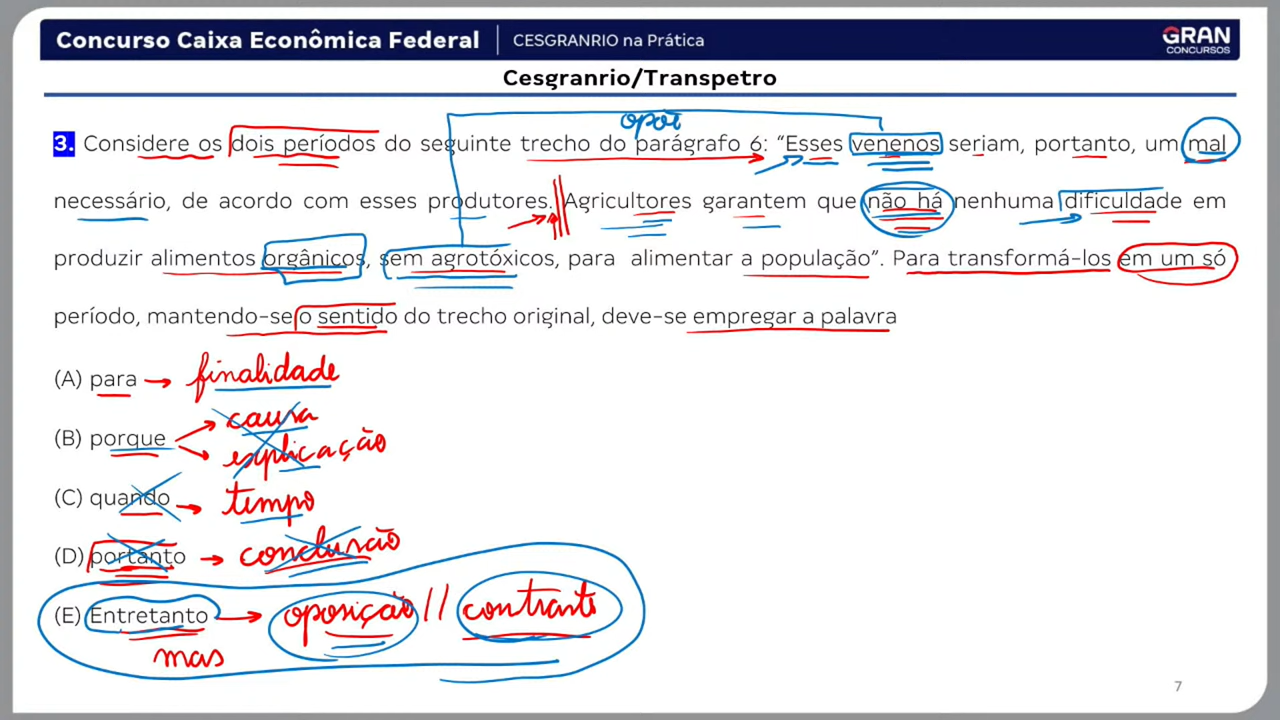 Concurso Caixa Econômica Federal | CESGRANRIO na Prática
GRAN
CONCURSOS
Cesgranrio/Transpetro
opoi
3. Considere os dois períodos do seguinte trecho do parágrafo 6: “Esses venenos seriam, portanto, um mal
necessário, de acordo com esses produtores. Agricultores garantem que não há nenhuma dificuldade em
produzir alimentos orgânicos, sem agrotóxicos, para alimentar a população”. Para transformá-los em um só
período, mantendo-se o sentido do trecho original, deve-se empregar a palavra
(A) para → finalidade
causa
(B) porque
explicação
(C) quando → tempo
(D) portanto → conclusão
(E) Entretanto → oposição // contraste
mas
7